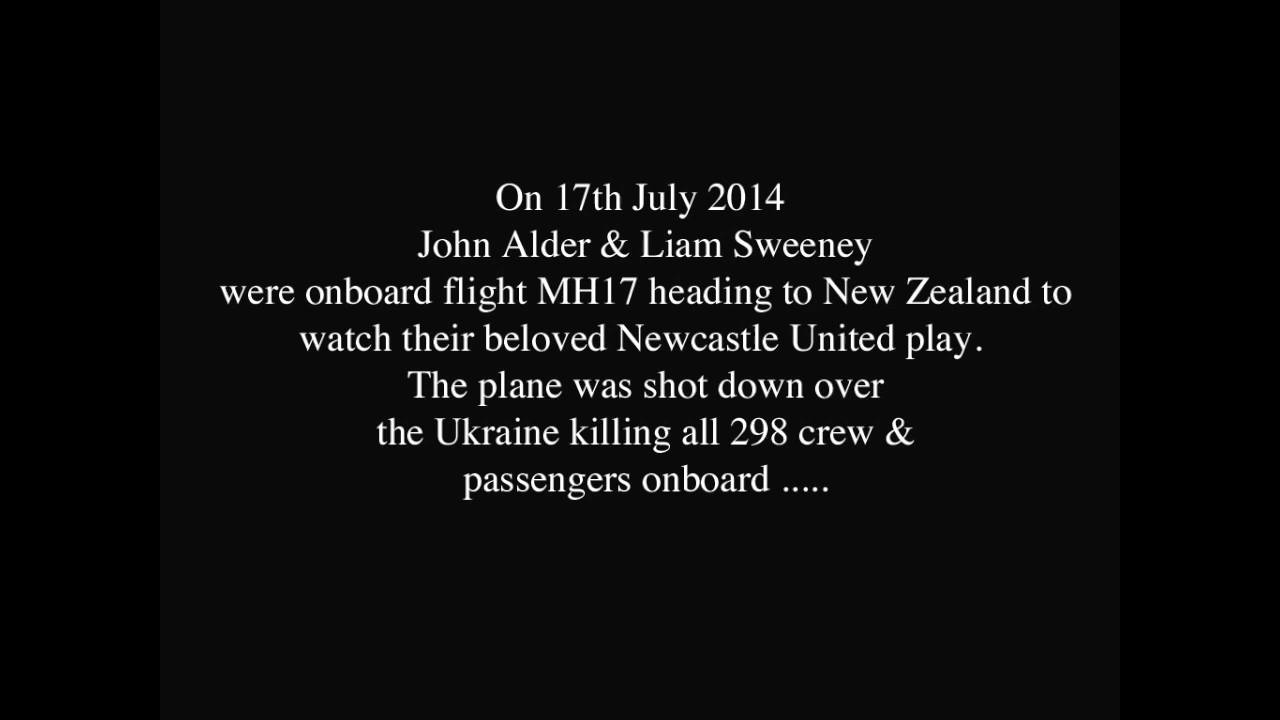 On 17th July 2014
John Alder & Liam Sweeney
were onboard flight MH17 heading to New Zealand to
watch their beloved Newcastle United play.
The plane was shot down over
the Ukraine killing all 298 crew &
passengers onboard .....